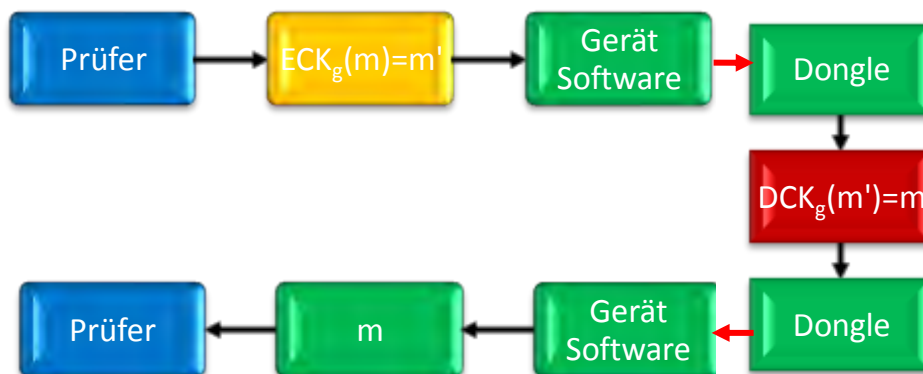 Prüfer
ECKg(m)=m'
Gerät
Software
Dongle
DCKg(m')=m
Prüfer
m
Gerät
Software
Dongle